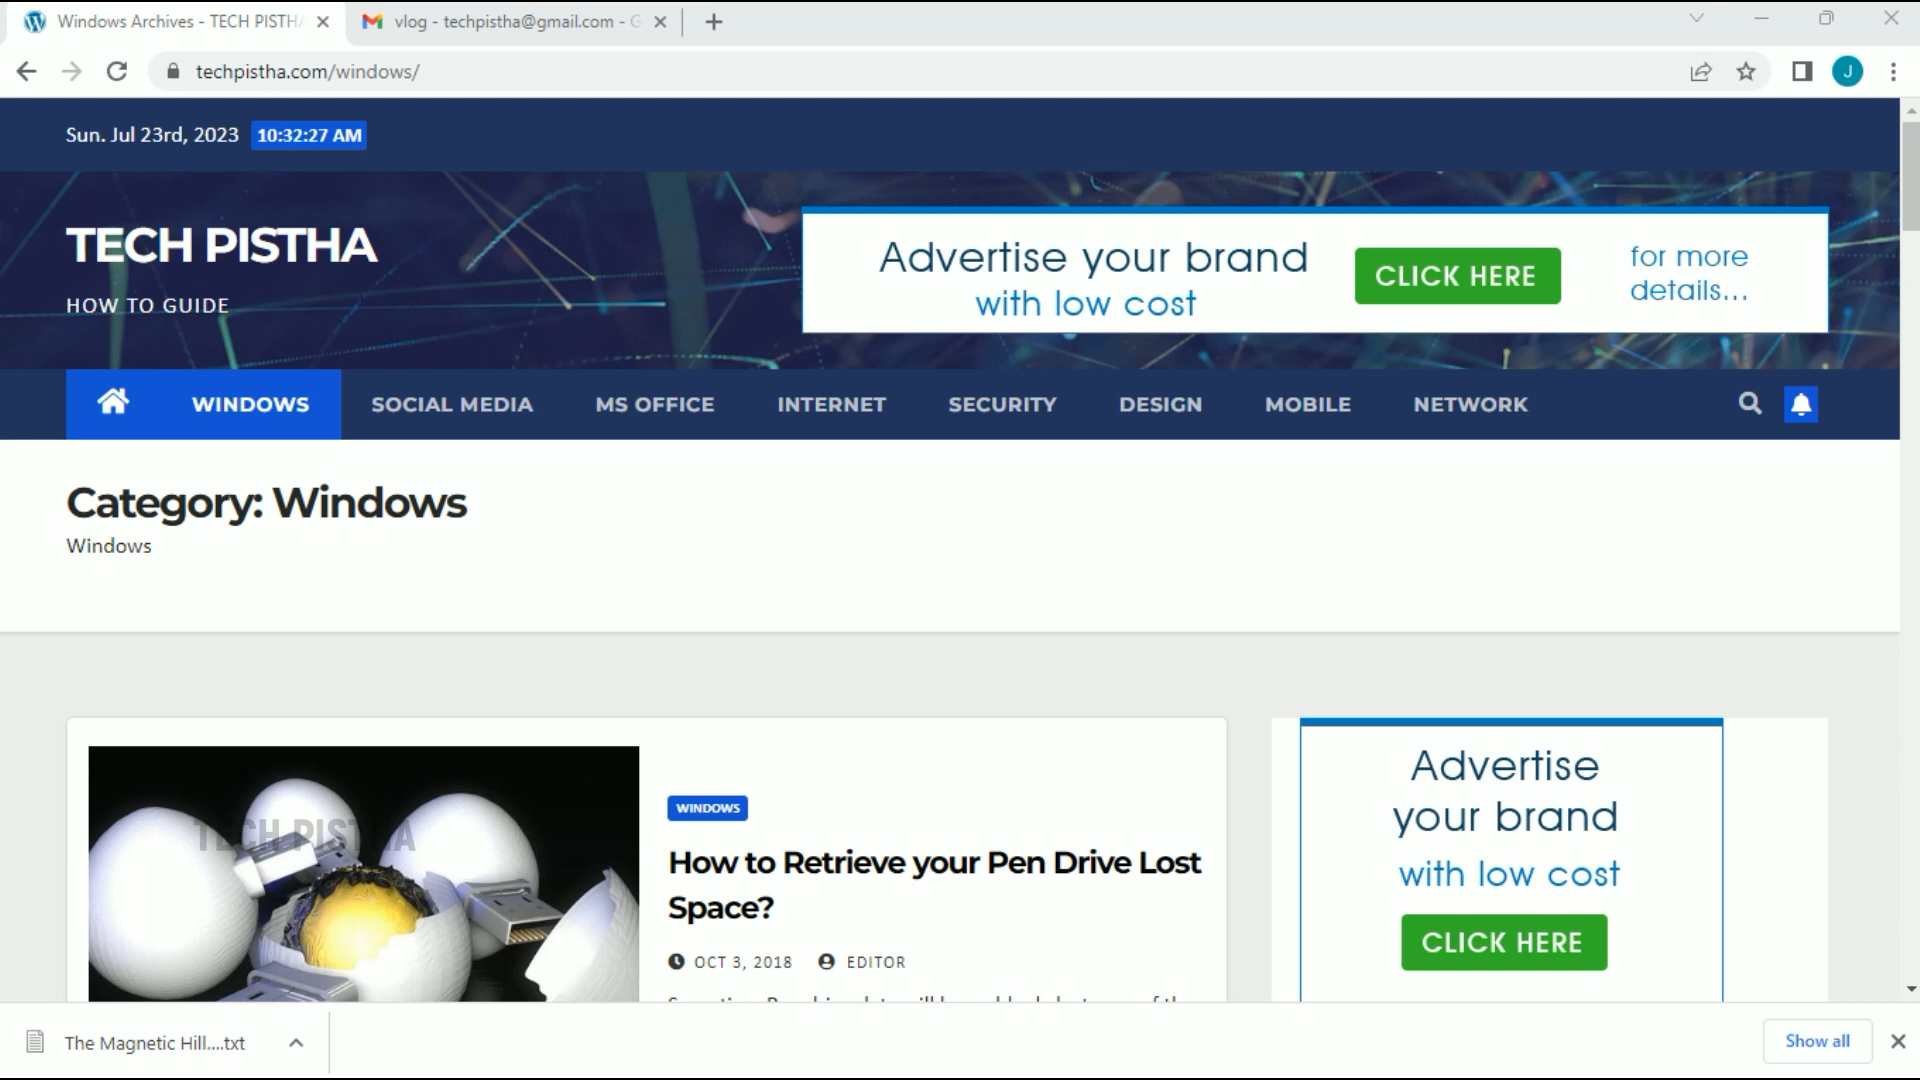 Windows Archives - TECH PISTHA
vlog - techpistha@gmail.com - G
techpistha.com/windows/
J
Sun. Jul 23rd, 2023 10:32:27 AM
TECH PISTHA
HOW TO GUIDE
Advertise your brand
with low cost
CLICK HERE
for more
details...
WINDOWS SOCIAL MEDIA MS OFFICE INTERNET SECURITY DESIGN MOBILE NETWORK
Category: Windows
Windows
TECH PISTHA
WINDOWS
How to Retrieve your Pen Drive Lost
Space?
OCT 3, 2018 EDITOR
Advertise
your brand
with low cost
CLICK HERE
The Magnetic Hill....txt
Show all